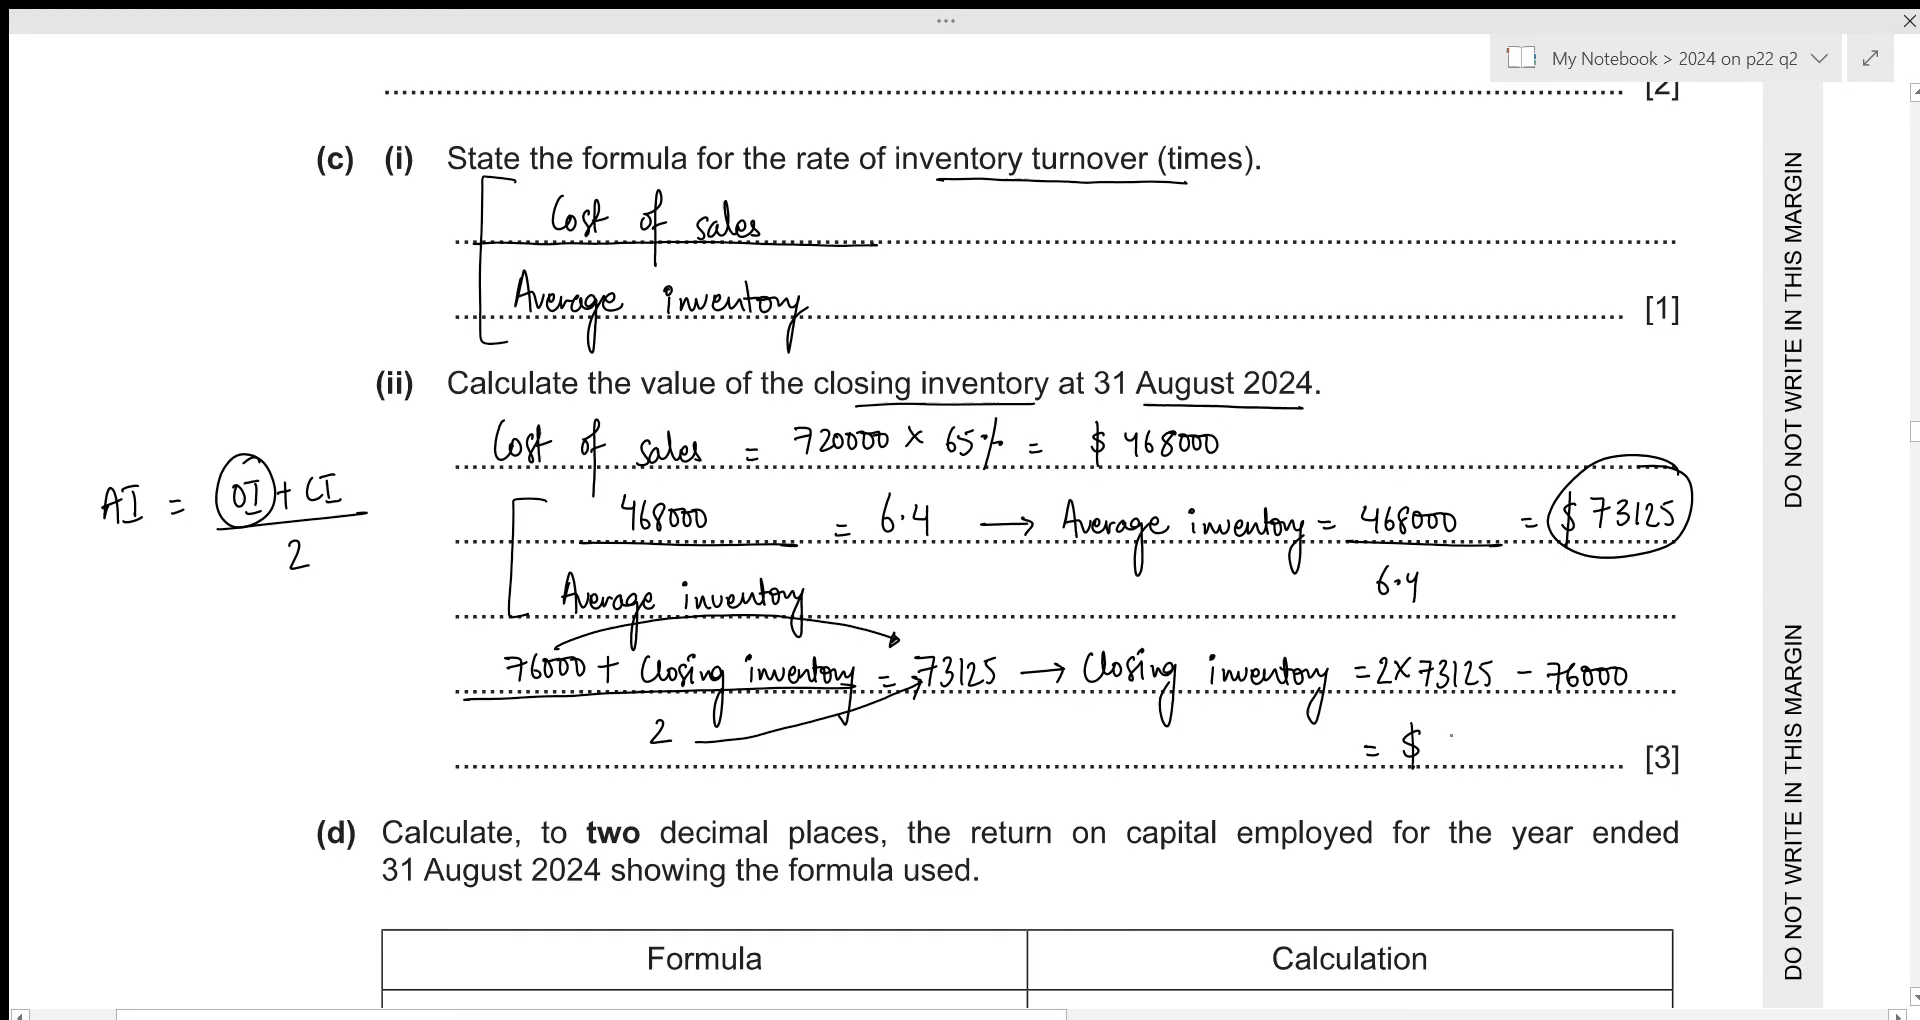 My Notebook > 2024 on p22 q2
[2]
(c) (i) State the formula for the rate of inventory turnover (times).
Cost of sales
Average inventory
[1]
(ii) Calculate the value of the closing inventory at 31 August 2024.
Cost of sales = 720000 × 65% = $ 468000
AI = OI + CI
2
468000 = 6.4 → Average inventory = 468000 = $ 73125
Average inventory 6.4
76000 + Closing inventory = 73125 → Closing inventory = 2 × 73125 - 76000
2
= $
[3]
(d) Calculate, to two decimal places, the return on capital employed for the year ended
31 August 2024 showing the formula used.
Formula Calculation
DO NOT WRITE IN THIS MARGIN
DO NOT WRITE IN THIS MARGIN